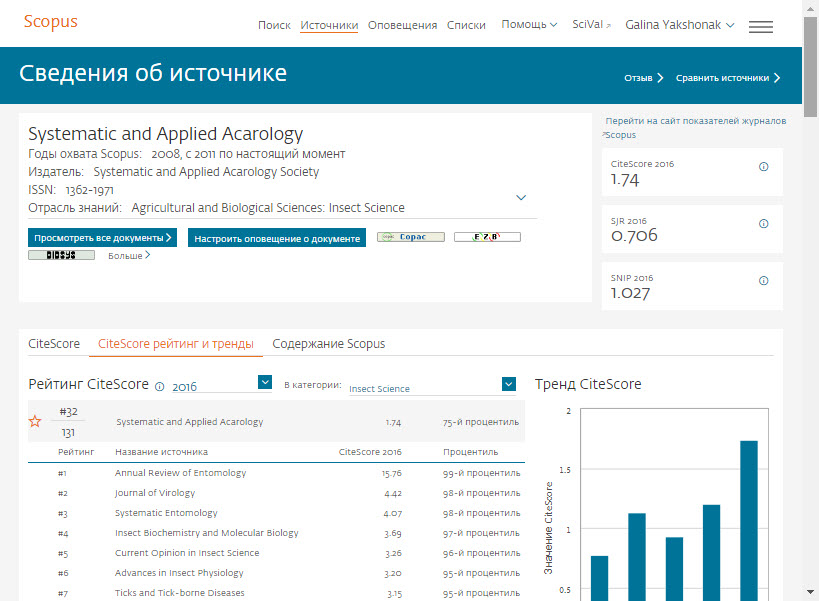 Scopus
Поиск Источники Оповещения Списки Помощь SciVal Galina Yakshonak
Сведения об источнике
Отзыв Сравнить источники
Systematic and Applied Acarology
Годы охвата Scopus: 2008, с 2011 по настоящий момент
Издатель: Systematic and Applied Acarology Society
ISSN: 1362-1971
Отрасль знаний: Agricultural and Biological Sciences: Insect Science
Просмотреть все документы Настроить оповещение о документе Copac EZB
BIOSYS Больше
Перейти на сайт показателей журналов
Scopus
CiteScore 2016
1.74
SJR 2016
0.706
SNIP 2016
1.027
CiteScore CiteScore рейтинг и тренды Содержание Scopus
Рейтинг CiteScore 2016 В категории: Insect Science
#32
131
Systematic and Applied Acarology 1.74 75-й процентиль
Рейтинг Название источника CiteScore 2016 Процентиль
#1 Annual Review of Entomology 15.76 99-й процентиль
#2 Journal of Virology 4.42 98-й процентиль
#3 Systematic Entomology 4.07 98-й процентиль
#4 Insect Biochemistry and Molecular Biology 3.69 97-й процентиль
#5 Current Opinion in Insect Science 3.26 96-й процентиль
#6 Advances in Insect Physiology 3.20 95-й процентиль
#7 Ticks and Tick-borne Diseases 3.15 95-й процентиль
Тренд CiteScore
Значение CiteScore
2
1.5
1
0.5